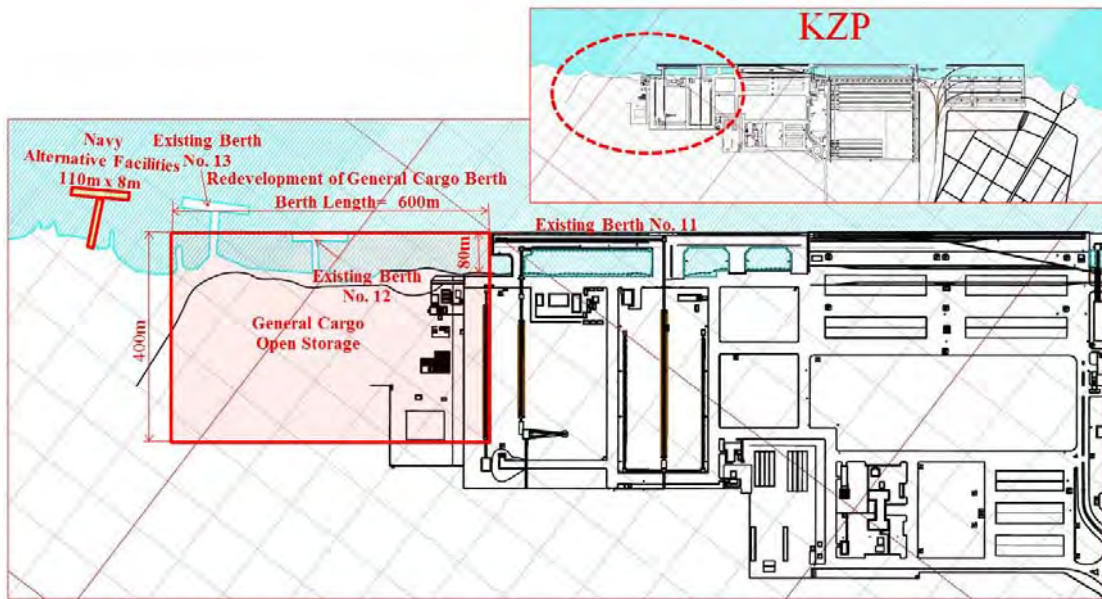 KZP
Navy
Alternative Facilities
110m x 8m
Existing Berth
No. 13
Redevelopment of General Cargo Berth
Berth Length= 600m
Existing Berth No. 11
80m
Existing Berth
No. 12
General Cargo
Open Storage
400m